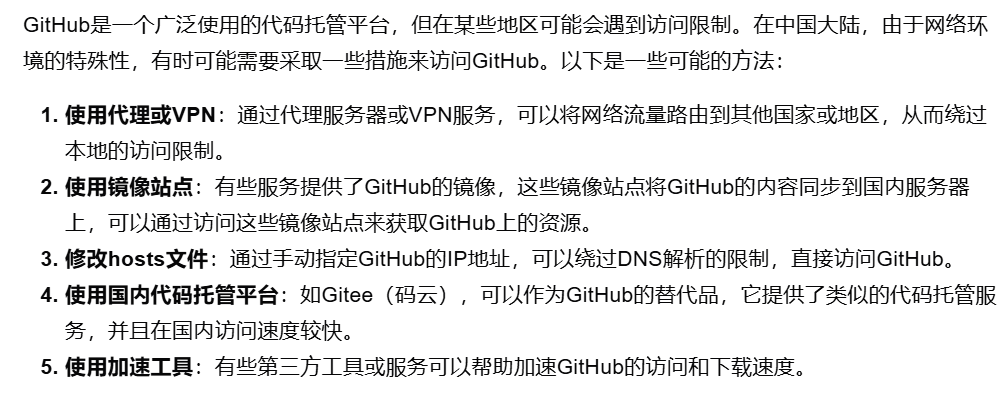 GitHub是一个广泛使用的代码托管平台，但在某些地区可能会遇到访问限制。在中国大陆，由于网络环
境的特殊性，有时可能需要采取一些措施来访问GitHub。以下是一些可能的方法：
1. 使用代理或VPN：通过代理服务器或VPN服务，可以将网络流量路由到其他国家或地区，从而绕过
本地的访问限制。
2. 使用镜像站点：有些服务提供了GitHub的镜像，这些镜像站点将GitHub的内容同步到国内服务器
上，可以通过访问这些镜像站点来获取GitHub上的资源。
3. 修改hosts文件：通过手动指定GitHub的IP地址，可以绕过DNS解析的限制，直接访问GitHub。
4. 使用国内代码托管平台：如Gitee（码云），可以作为GitHub的替代品，它提供了类似的代码托管服
务，并且在国内访问速度较快。
5. 使用加速工具：有些第三方工具或服务可以帮助加速GitHub的访问和下载速度。